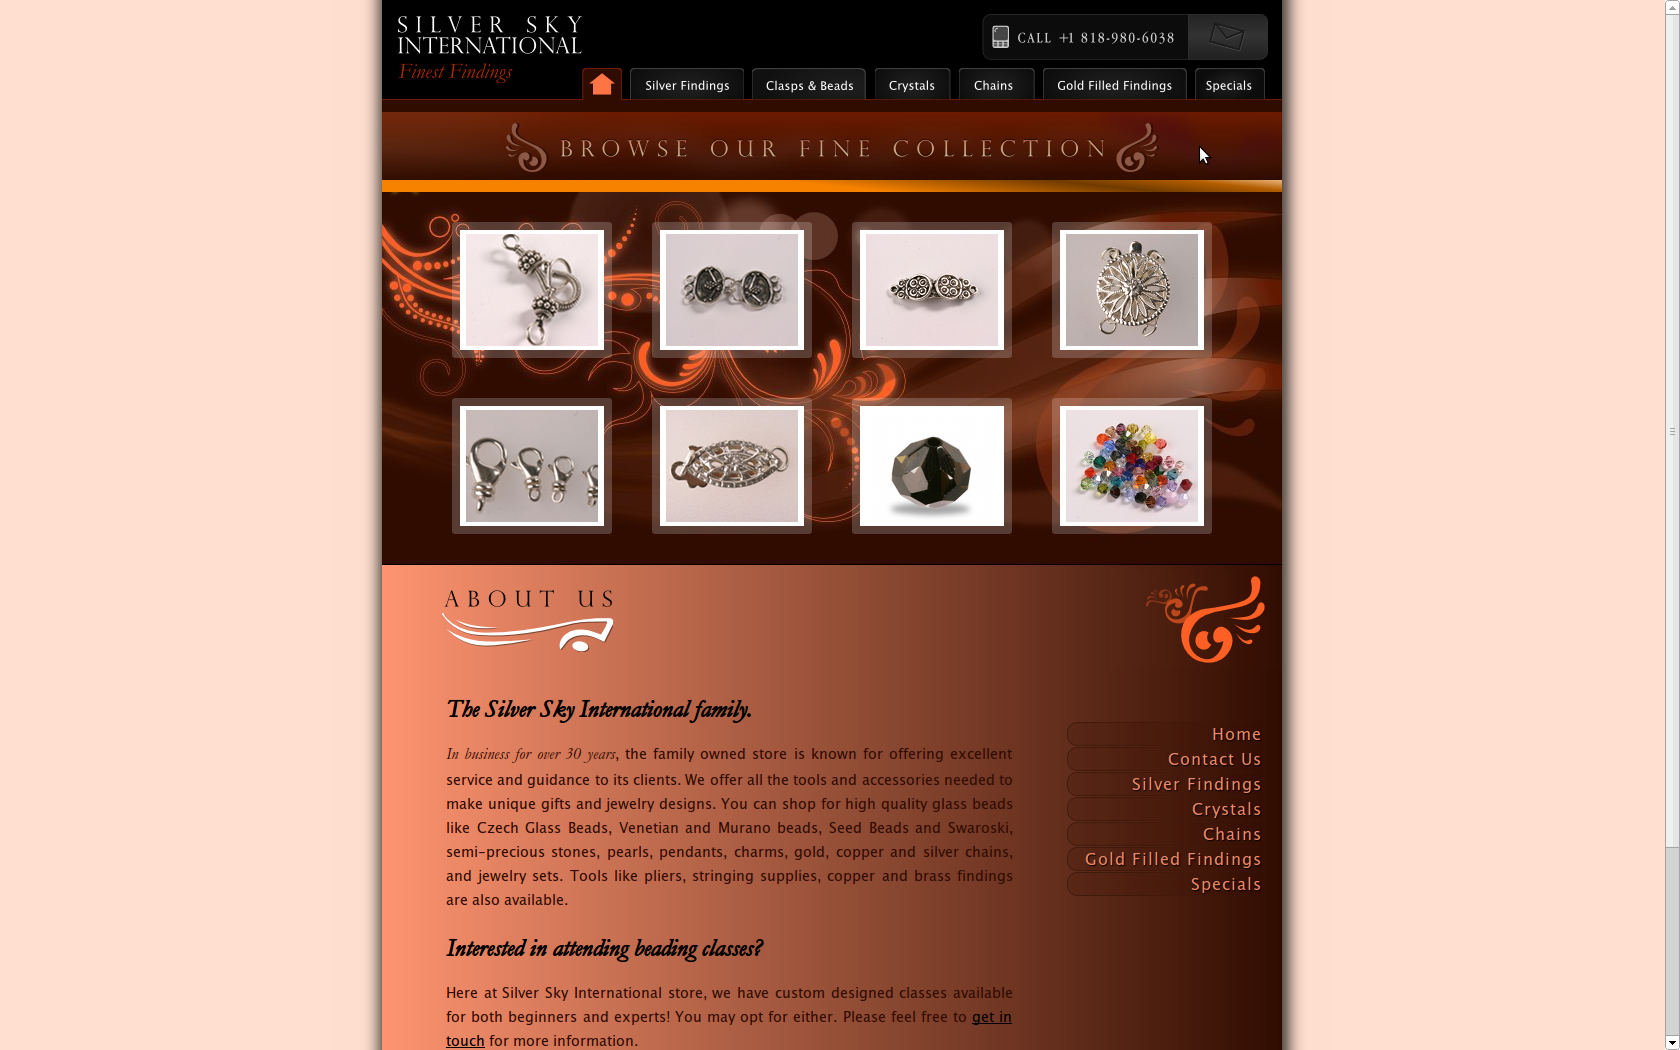 SILVER SKY
INTERNATIONAL
Finest Findings
CALL +1 818-980-6038
Silver Findings
Clasps & Beads
Crystals
Chains
Gold Filled Findings
Specials
BROWSE OUR FINE COLLECTION
ABOUT US
The Silver Sky International family.
In business for over 30 years, the family owned store is known for offering excellent
service and guidance to its clients. We offer all the tools and accessories needed to
make unique gifts and jewelry designs. You can shop for high quality glass beads
like Czech Glass Beads, Venetian and Murano beads, Seed Beads and Swaroski,
semi-precious stones, pearls, pendants, charms, gold, copper and silver chains,
and jewelry sets. Tools like pliers, stringing supplies, copper and brass findings
are also available.
Interested in attending beading classes?
Here at Silver Sky International store, we have custom designed classes available
for both beginners and experts! You may opt for either. Please feel free to get in
touch for more information.
Home
Contact Us
Silver Findings
Crystals
Chains
Gold Filled Findings
Specials